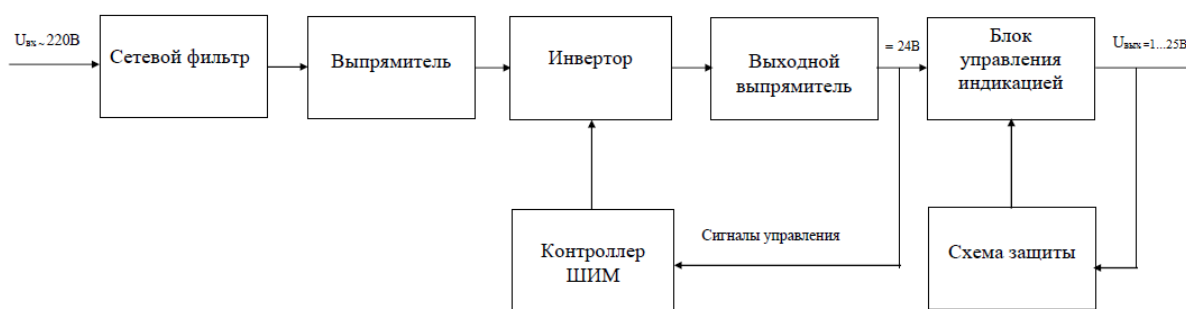 Uвх ~ 220В
Сетевой фильтр
Выпрямитель
Инвертор
Выходной
выпрямитель
= 24В
Блок
управления
индикацией
Uвых =1...25В
Контроллер
ШИМ
Сигналы управления
Схема защиты